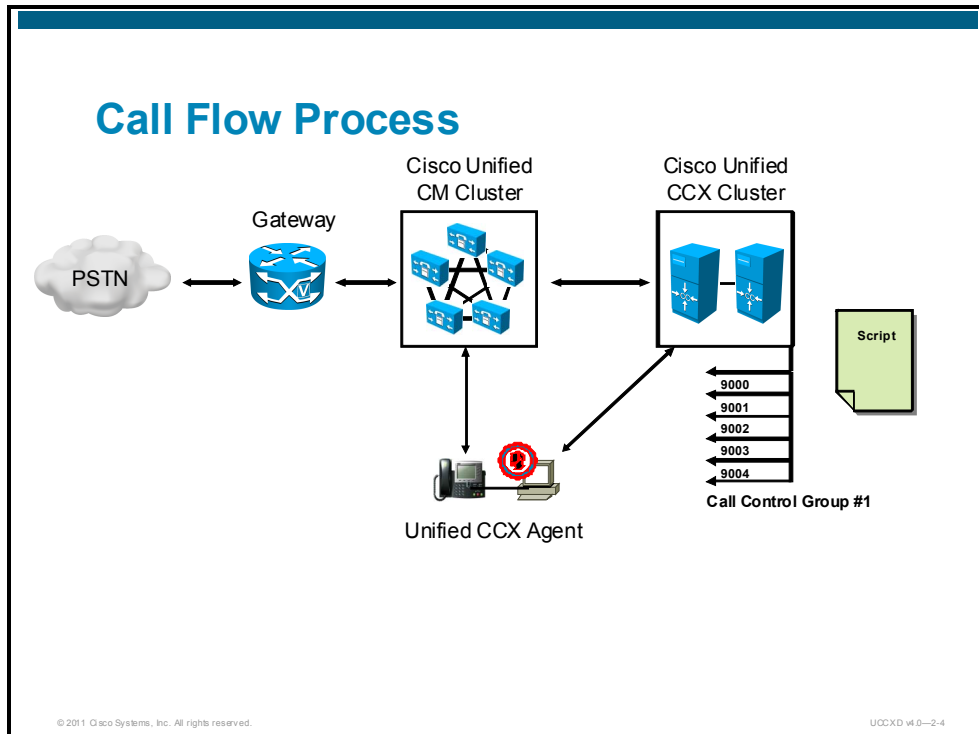 Call Flow Process
Cisco Unified
CM Cluster
Cisco Unified
CCX Cluster
Gateway
PSTN
V
Script
9000
9001
9002
9003
9004
Call Control Group #1
Unified CCX Agent
© 2011 Cisco Systems, Inc. All rights reserved.
UCCXD v4.0—2-4